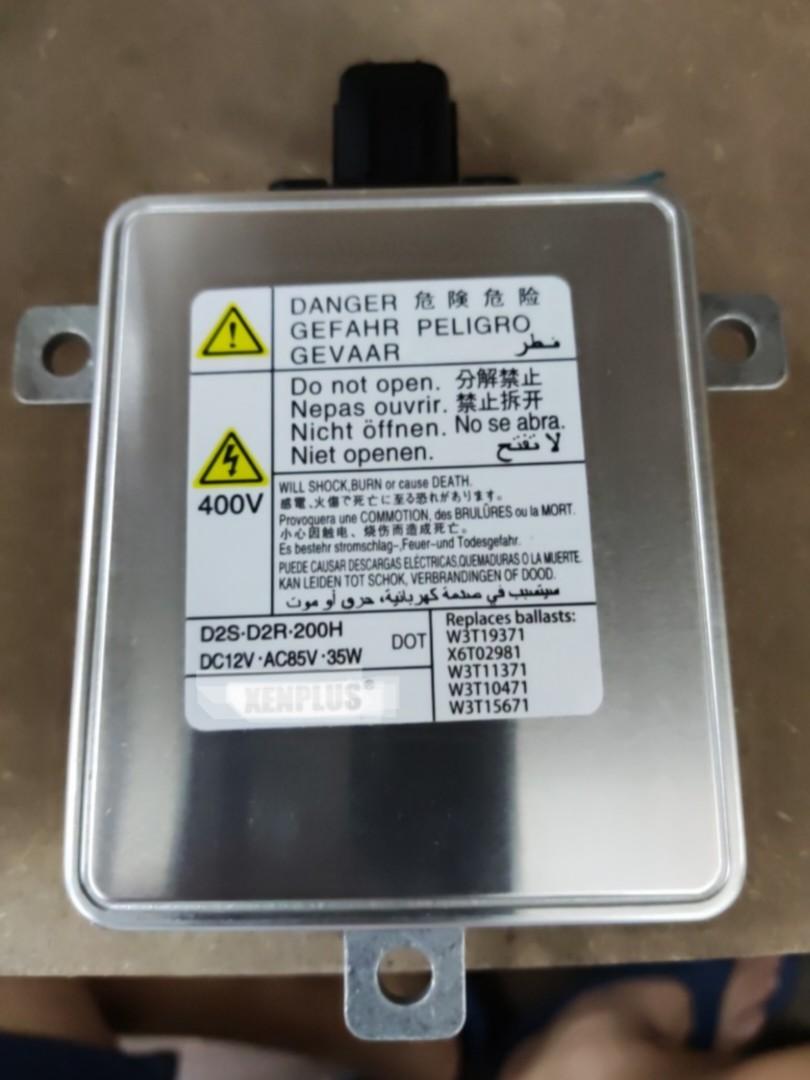 DANGER 危険 危险
GEFAHR PELIGRO
GEVAAR خطر
Do not open. 分解禁止
Nepas ouvrir. 禁止拆开
Nicht öffnen. No se abra.
Niet openen. لا تفتح
400V
WILL SHOCK,BURN or cause DEATH.
感電、火傷で死亡に至る恐れがあります。
Provoquera une COMMOTION, des BRULÛRES ou la MORT.
小心因触电、烧伤而造成死亡。
Es bestehr stromschlag-,Feuer-und Todesgefahr.
PUEDE CAUSAR DESCARGAS ELÉCTRICAS,QUEMADURAS O LA MUERTE.
KAN LEIDEN TOT SCHOK, VERBRANDINGEN OF DOOD.
سيتسبب في صدمة كهربائية، حرق أو موت
D2S·D2R·200H
DC12V·AC85V·35W
DOT
XENPLUS®
Replaces ballasts:
W3T19371
X6T02981
W3T11371
W3T10471
W3T15671